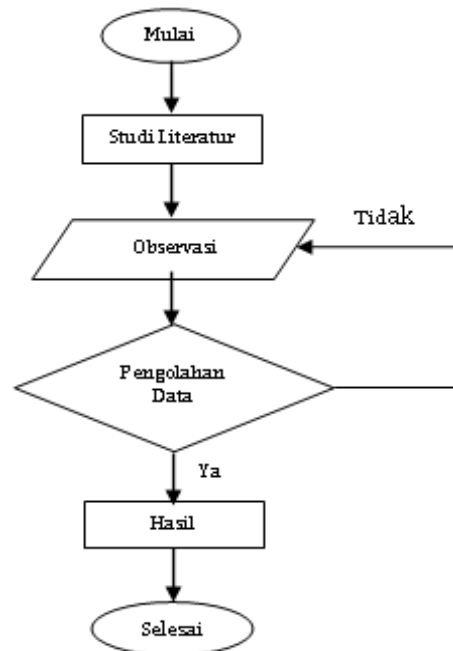 Mulai
Studi Literatur
Tidak
Observasi
Pengolahan
Data
Ya
Hasil
Selesai